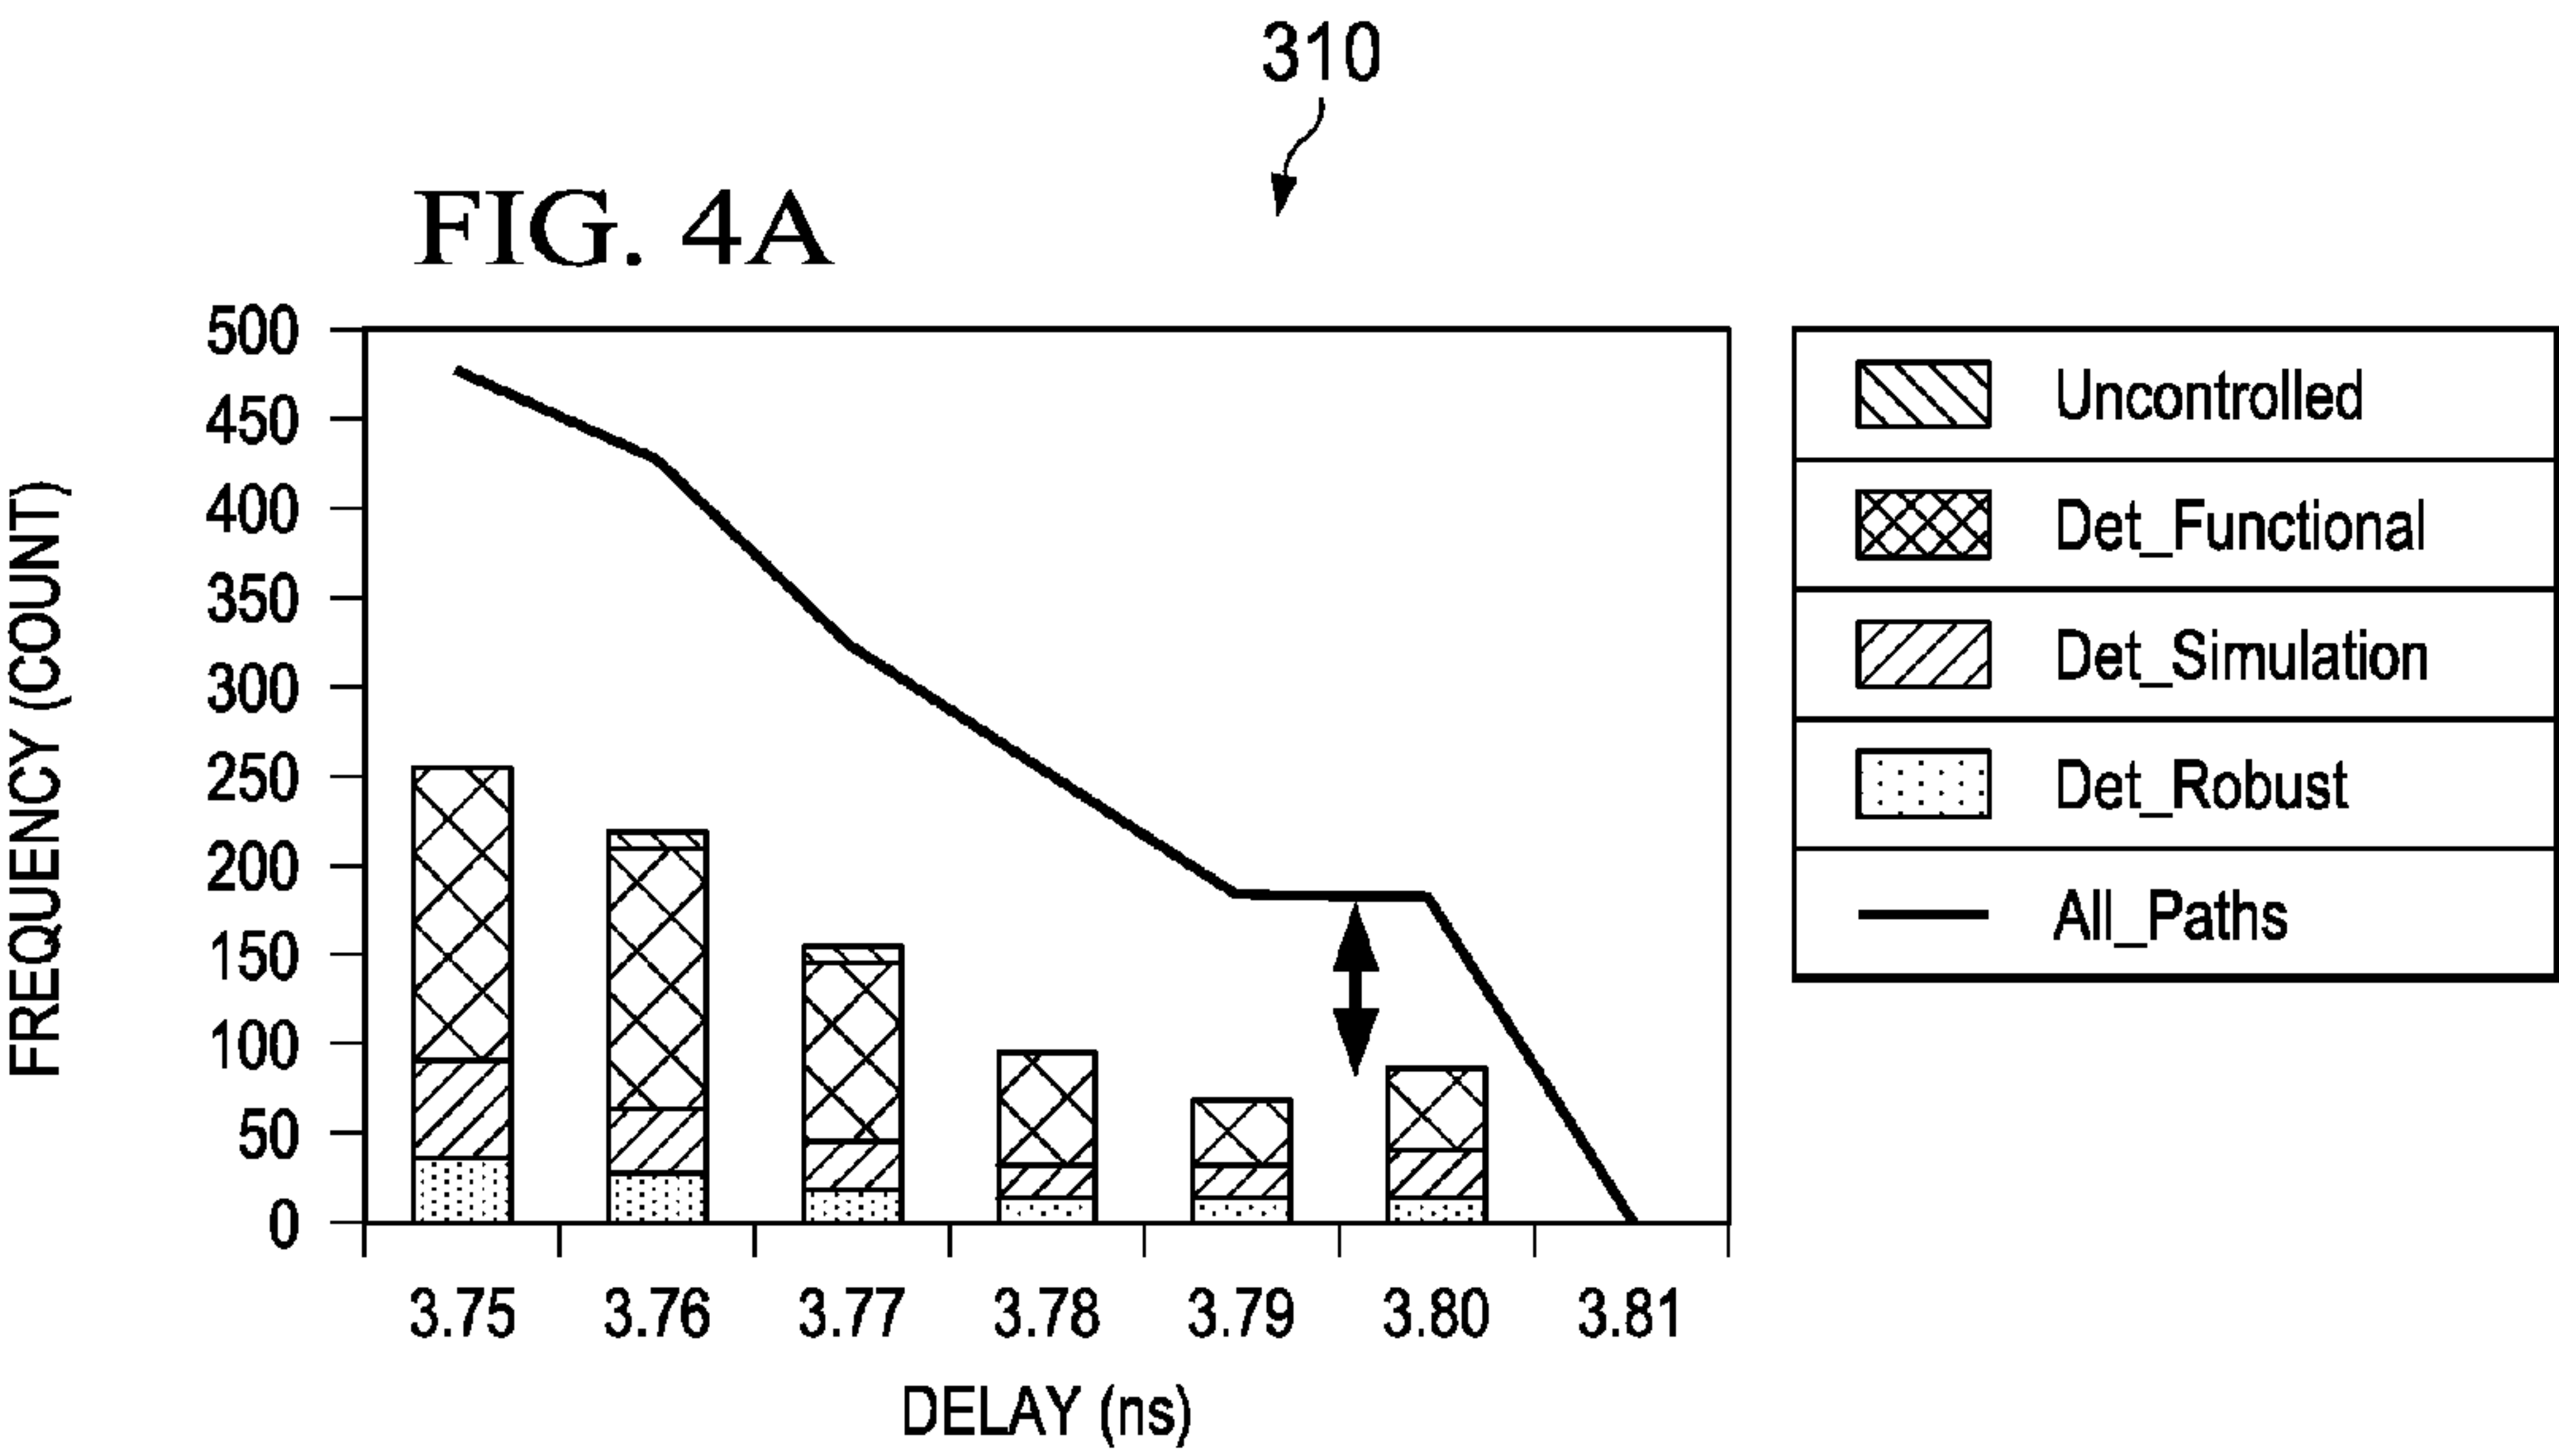 310
FIG. 4A
FREQUENCY (COUNT)
500
450
400
350
300
250
200
150
100
50
0
3.75 3.76 3.77 3.78 3.79 3.80 3.81
DELAY (ns)
Uncontrolled
Det_Functional
Det_Simulation
Det_Robust
All_Paths